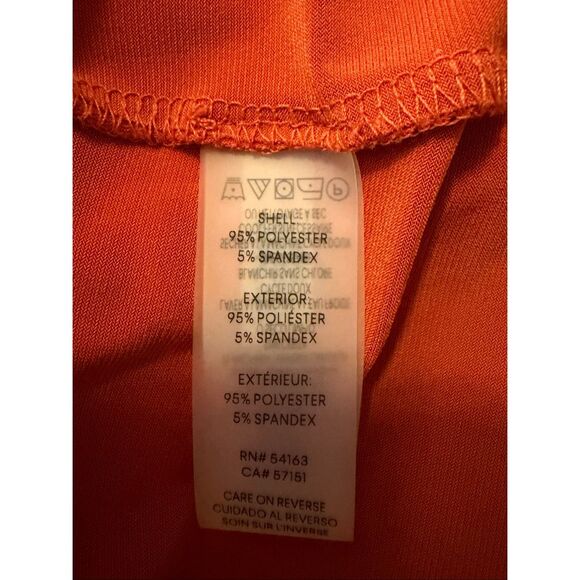 SHELL:
95% POLYESTER
5% SPANDEX
EXTERIOR:
95% POLIÉSTER
5% SPANDEX
EXTÉRIEUR:
95% POLYESTER
5% SPANDEX
RN# 54163
CA# 57151
CARE ON REVERSE
CUIDADO AL REVERSO
SOIN SUR L'INVERSE